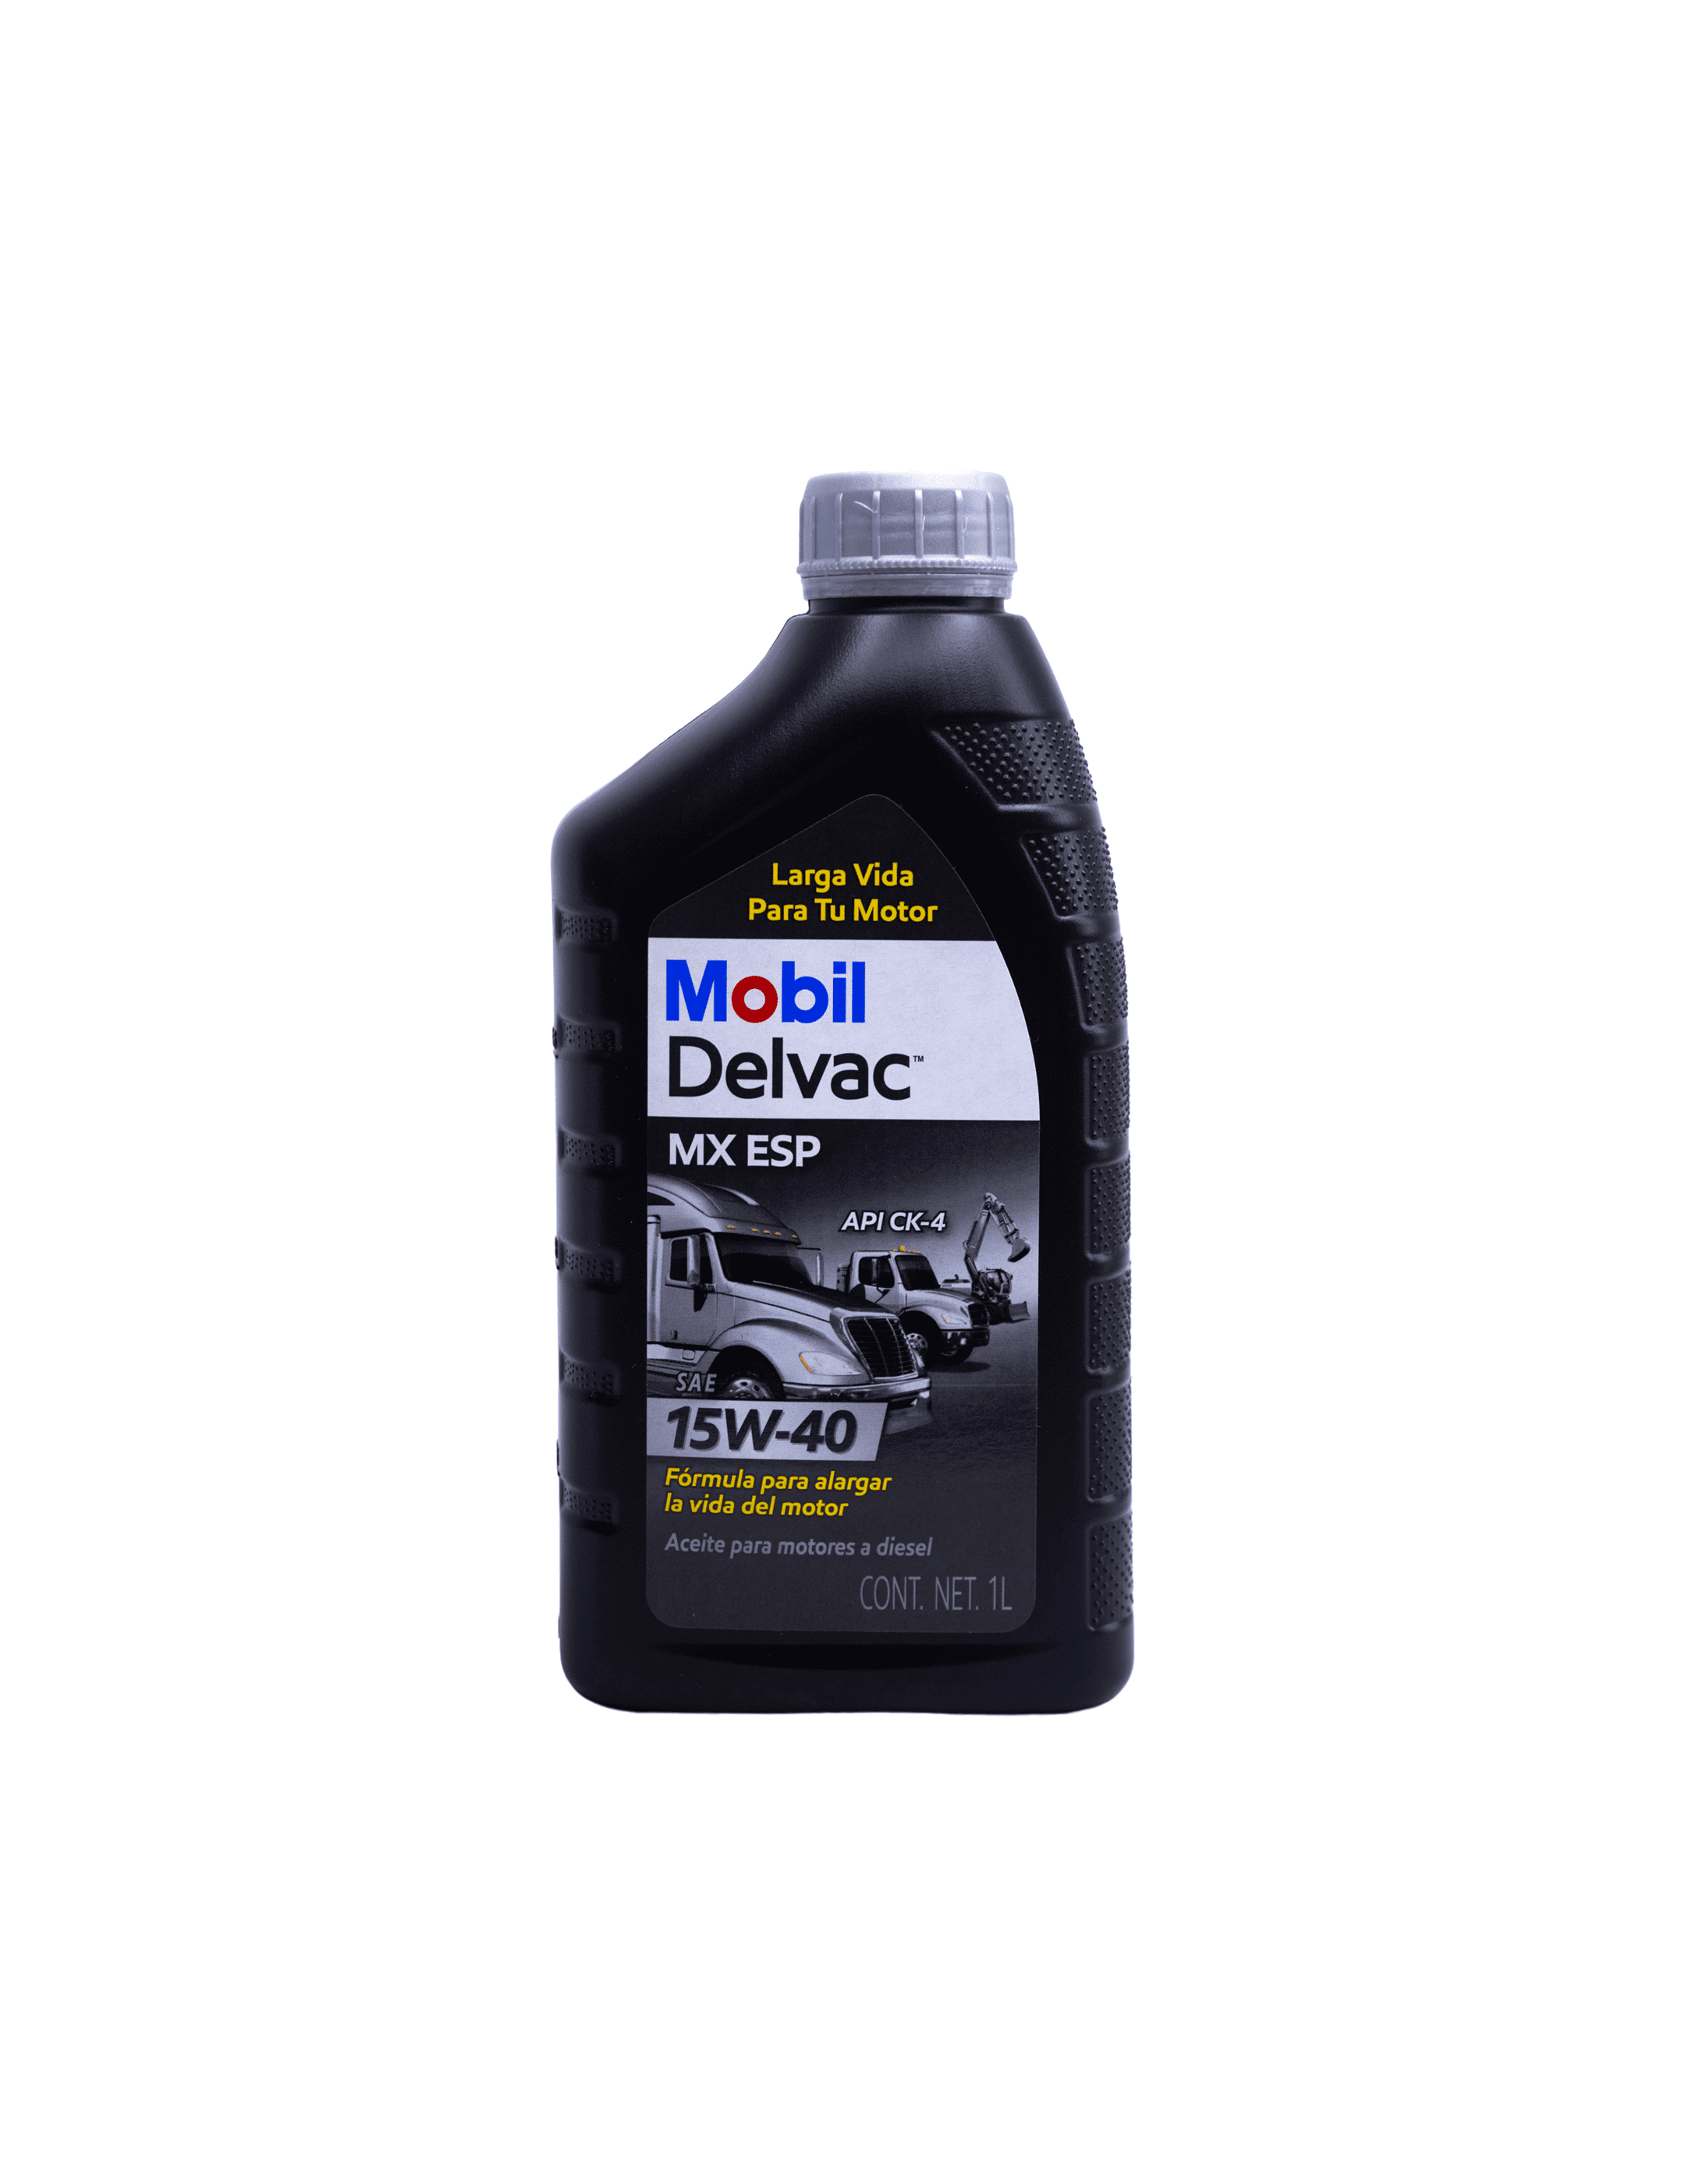 Larga Vida
Para Tu Motor
Mobil
Delvac™
MX ESP
API CK-4
SAE
15W-40
Fórmula para alargar
la vida del motor
Aceite para motores a diesel
CONT. NET. 1L